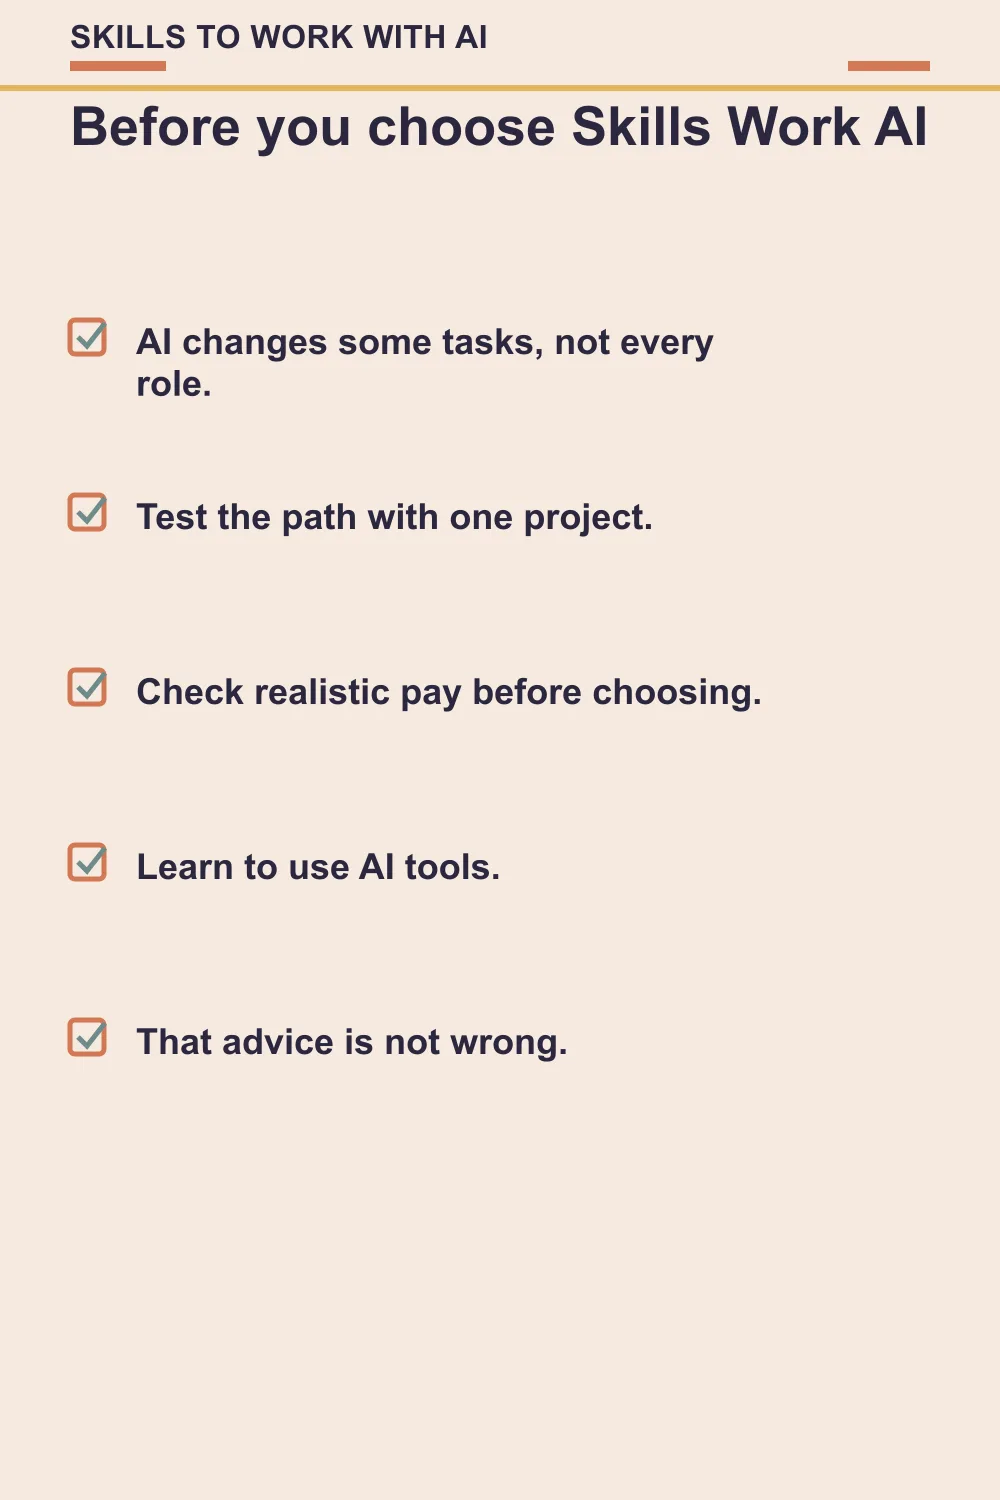 SKILLS TO WORK WITH AI
Before you choose Skills Work AI
AI changes some tasks, not every
role.
Test the path with one project.
Check realistic pay before choosing.
Learn to use AI tools.
That advice is not wrong.